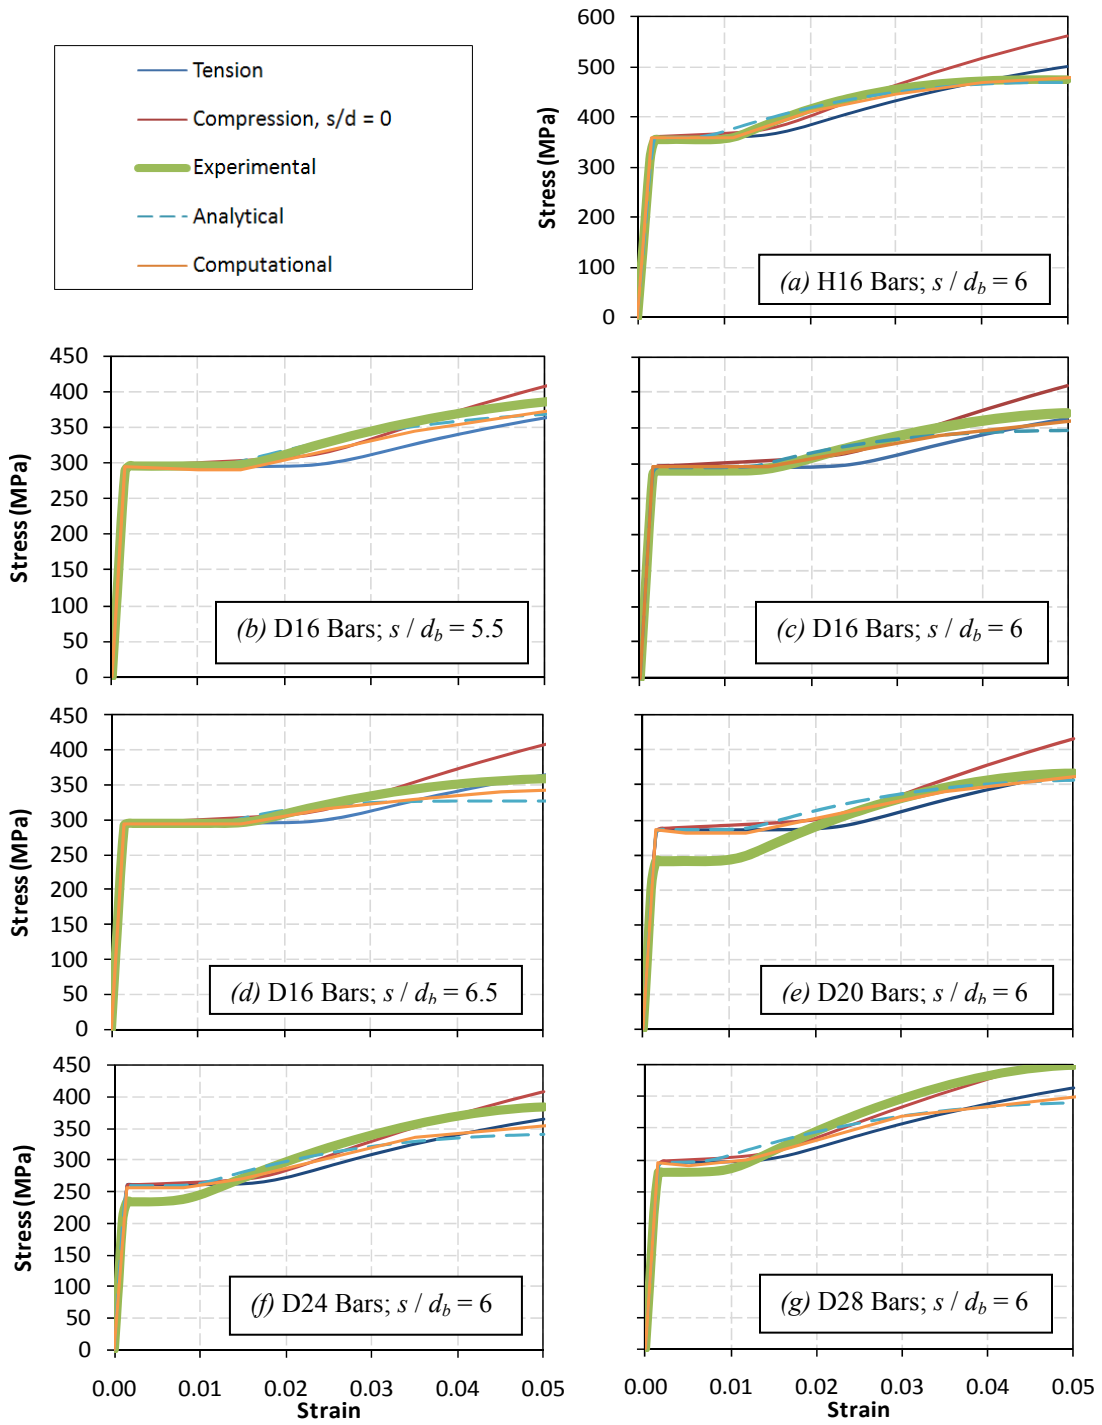 Tension
Compression, s/d = 0
Experimental
Analytical
Computational
600
500
400
300
200
100
0
Stress (MPa)
(a) H16 Bars; s / db = 6
450
400
350
300
250
200
150
100
50
0
Stress (MPa)
(b) D16 Bars; s / db = 5.5
(c) D16 Bars; s / db = 6
450
400
350
300
250
200
150
100
50
0
Stress (MPa)
(d) D16 Bars; s / db = 6.5
(e) D20 Bars; s / db = 6
450
400
350
300
250
200
150
100
50
0
Stress (MPa)
(f) D24 Bars; s / db = 6
(g) D28 Bars; s / db = 6
0.00 0.01 0.02 0.03 0.04 0.05
Strain
0.00 0.01 0.02 0.03 0.04 0.05
Strain